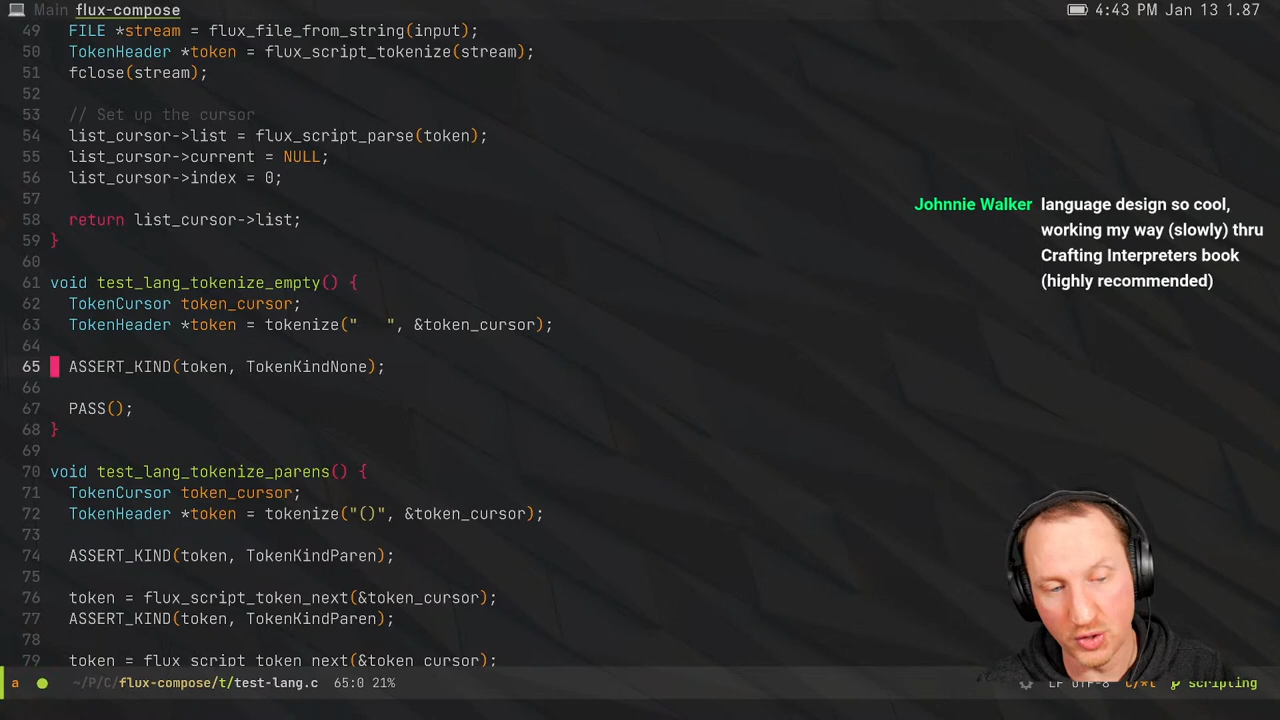 Main flux-compose 4:43 PM Jan 13 1.87
49 FILE *stream = flux_file_from_string(input);
50 TokenHeader *token = flux_script_tokenize(stream);
51 fclose(stream);
52
53 // Set up the cursor
54 list_cursor->list = flux_script_parse(token);
55 list_cursor->current = NULL;
56 list_cursor->index = 0;
57
58 return list_cursor->list;
59 }
60
61 void test_lang_tokenize_empty() {
62 TokenCursor token_cursor;
63 TokenHeader *token = tokenize("   ", &token_cursor);
64
65 ASSERT_KIND(token, TokenKindNone);
66
67 PASS();
68 }
69
70 void test_lang_tokenize_parens() {
71 TokenCursor token_cursor;
72 TokenHeader *token = tokenize("()", &token_cursor);
73
74 ASSERT_KIND(token, TokenKindParen);
75
76 token = flux_script_token_next(&token_cursor);
77 ASSERT_KIND(token, TokenKindParen);
78
79 token = flux_script_token_next(&token_cursor);
Johnnie Walker language design so cool,
working my way (slowly) thru
Crafting Interpreters book
(highly recommended)
a ~/P/C/flux-compose/t/test-lang.c 65:0 21% LF UTF-8 C/*l scripting